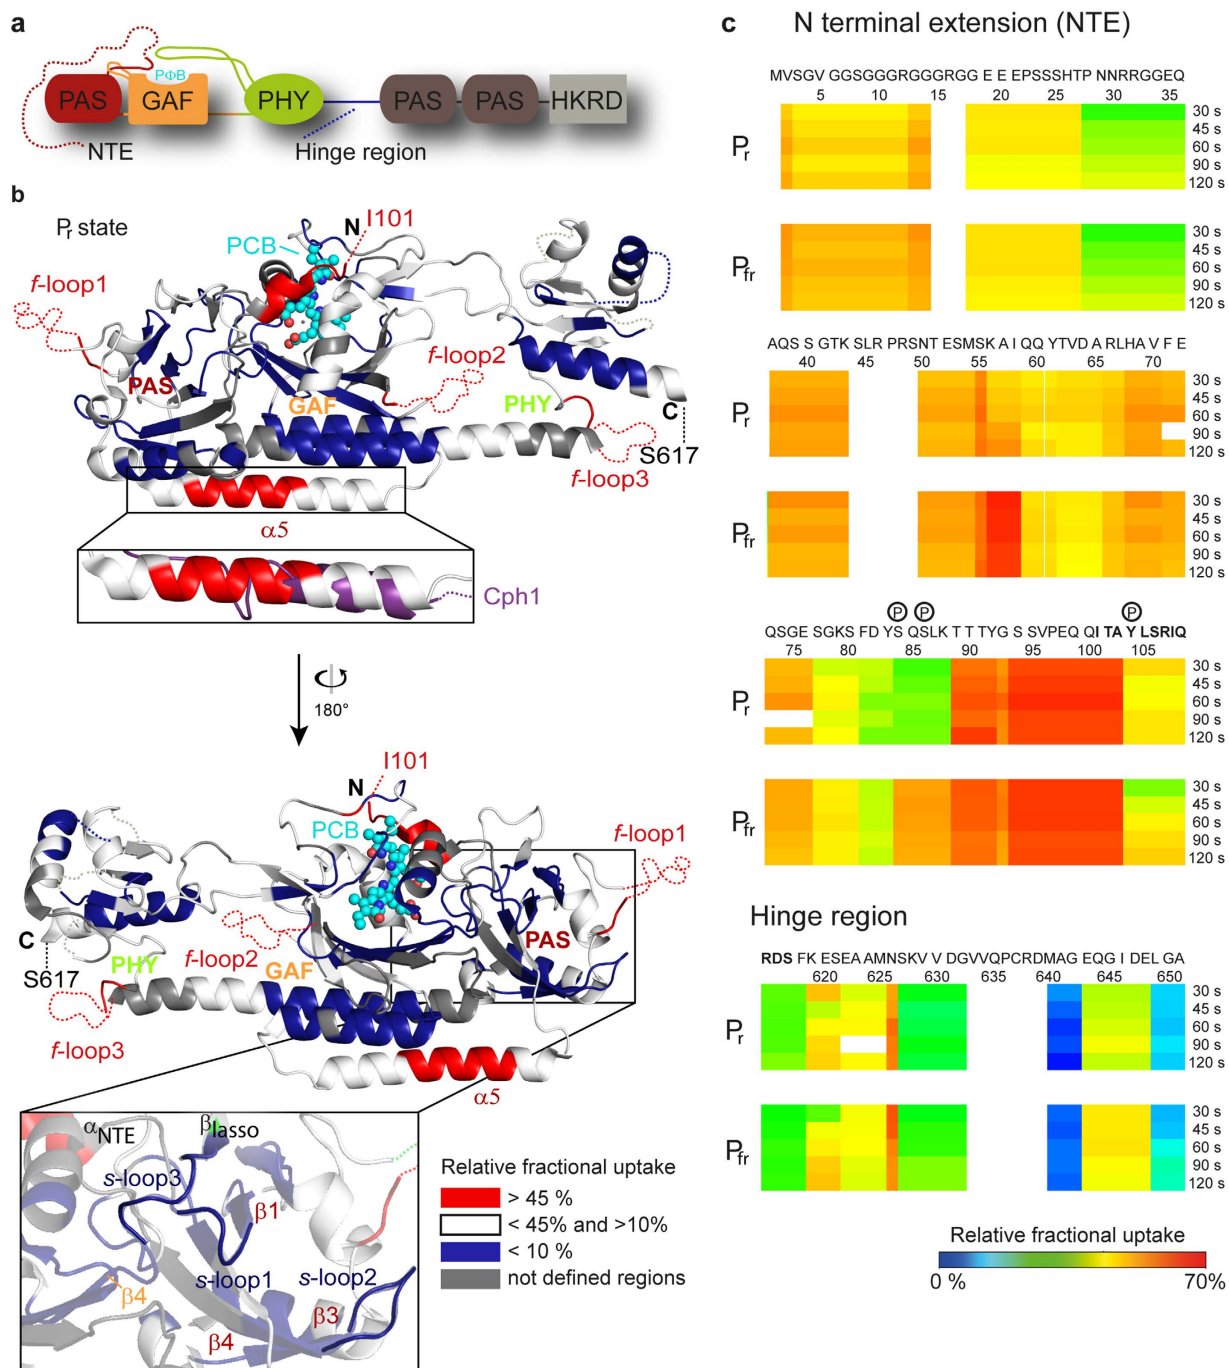 a
PΦB
PAS GAF PHY PAS PAS HKRD
NTE
Hinge region
b
Pr state
N I101
PCB
f-loop1
PAS
f-loop2
GAF
PHY
C
S617
f-loop3
α5
Cph1
180°
I101
N
PCB
f-loop1
PAS
C
S617
PHY
f-loop2
GAF
f-loop3
α5
αNTE
βlasso
s-loop3
β1
s-loop1
s-loop2
β4
β3
β4
Relative fractional uptake
> 45 %
< 45% and >10%
< 10 %
not defined regions
c N terminal extension (NTE)
MVSGV GGSGGGRGGGRGG E E EPSSSHTP NNRRGGEQ
5 10 15 20 25 30 35
Pr
30 s
45 s
60 s
90 s
120 s
Pfr
30 s
45 s
60 s
90 s
120 s
AQS S GTK SLR PRSNT ESMSK A I QQ YTVD A RLHA V F E
40 45 50 55 60 65 70
Pr
30 s
45 s
60 s
90 s
120 s
Pfr
30 s
45 s
60 s
90 s
120 s
P P P
QSGE SGKS FD YS QSLK T T TYG S SVPEQ QI TA Y LSRIQ
75 80 85 90 95 100 105
Pr
30 s
45 s
60 s
90 s
120 s
Pfr
30 s
45 s
60 s
90 s
120 s
Hinge region
RDS FK ESEA AMNSKV V DGVVQPCRDMAG EQG I DELGA
620 625 630 635 640 645 650
Pr
30 s
45 s
60 s
90 s
120 s
Pfr
30 s
45 s
60 s
90 s
120 s
Relative fractional uptake
0 % 70%